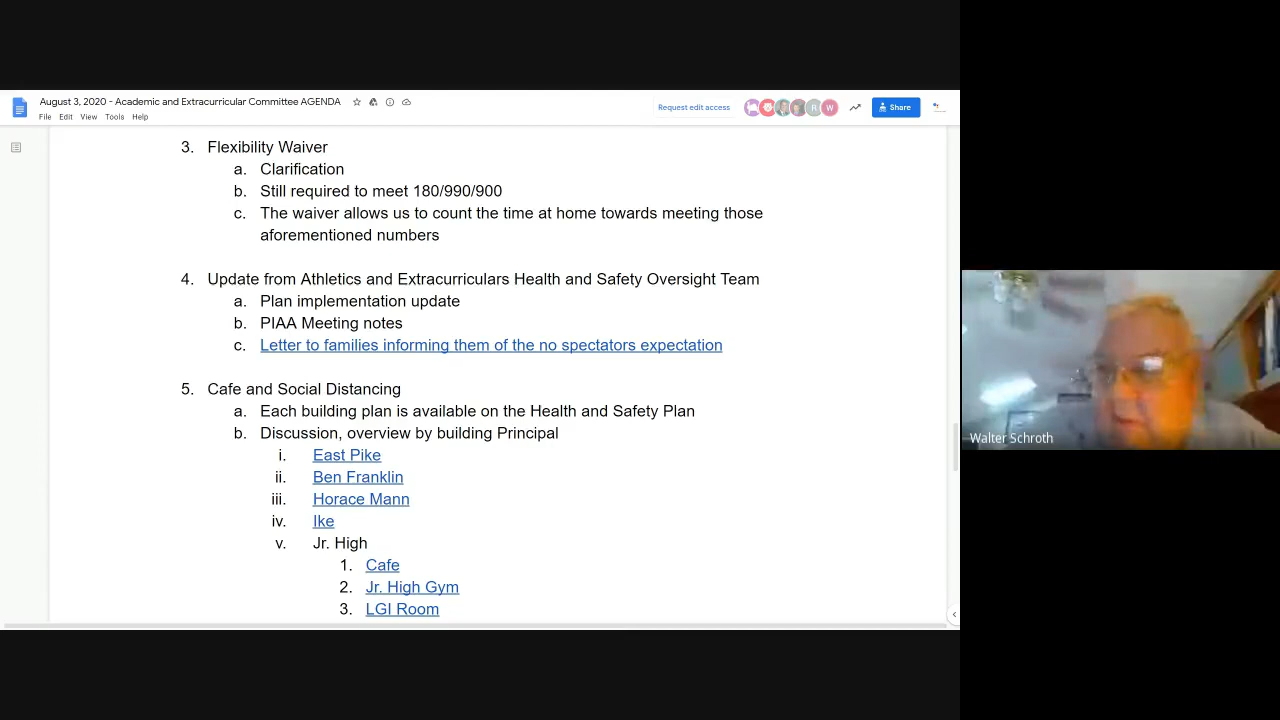 August 3, 2020 - Academic and Extracurricular Committee AGENDA
File Edit View Tools Help
Request edit access
R
W
Share
3. Flexibility Waiver
a. Clarification
b. Still required to meet 180/990/900
c. The waiver allows us to count the time at home towards meeting those
aforementioned numbers
4. Update from Athletics and Extracurriculars Health and Safety Oversight Team
a. Plan implementation update
b. PIAA Meeting notes
c. Letter to families informing them of the no spectators expectation
5. Cafe and Social Distancing
a. Each building plan is available on the Health and Safety Plan
b. Discussion, overview by building Principal
i. East Pike
ii. Ben Franklin
iii. Horace Mann
iv. Ike
v. Jr. High
1. Cafe
2. Jr. High Gym
3. LGI Room
Walter Schroth